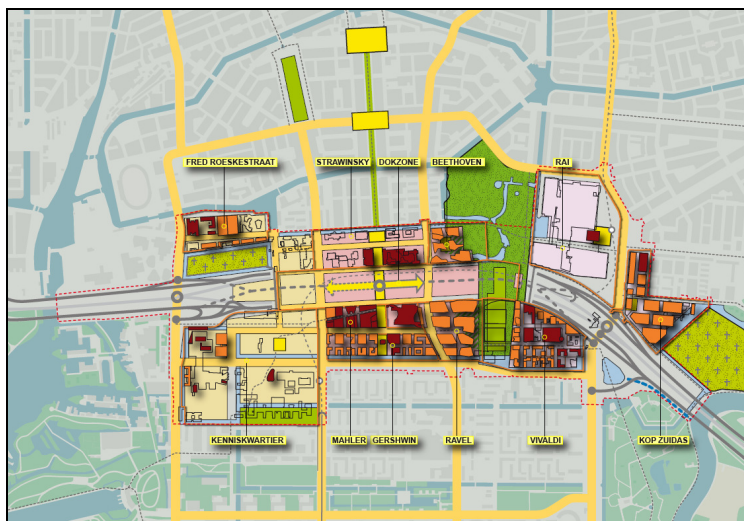 FRED ROESKESTRAAT
STRAWINSKY
DOKZONE
BEETHOVEN
RAI
KENNISKWARTIER
MAHLER
GERSHWIN
RAVEL
VIVALDI
KOP ZUIDAS